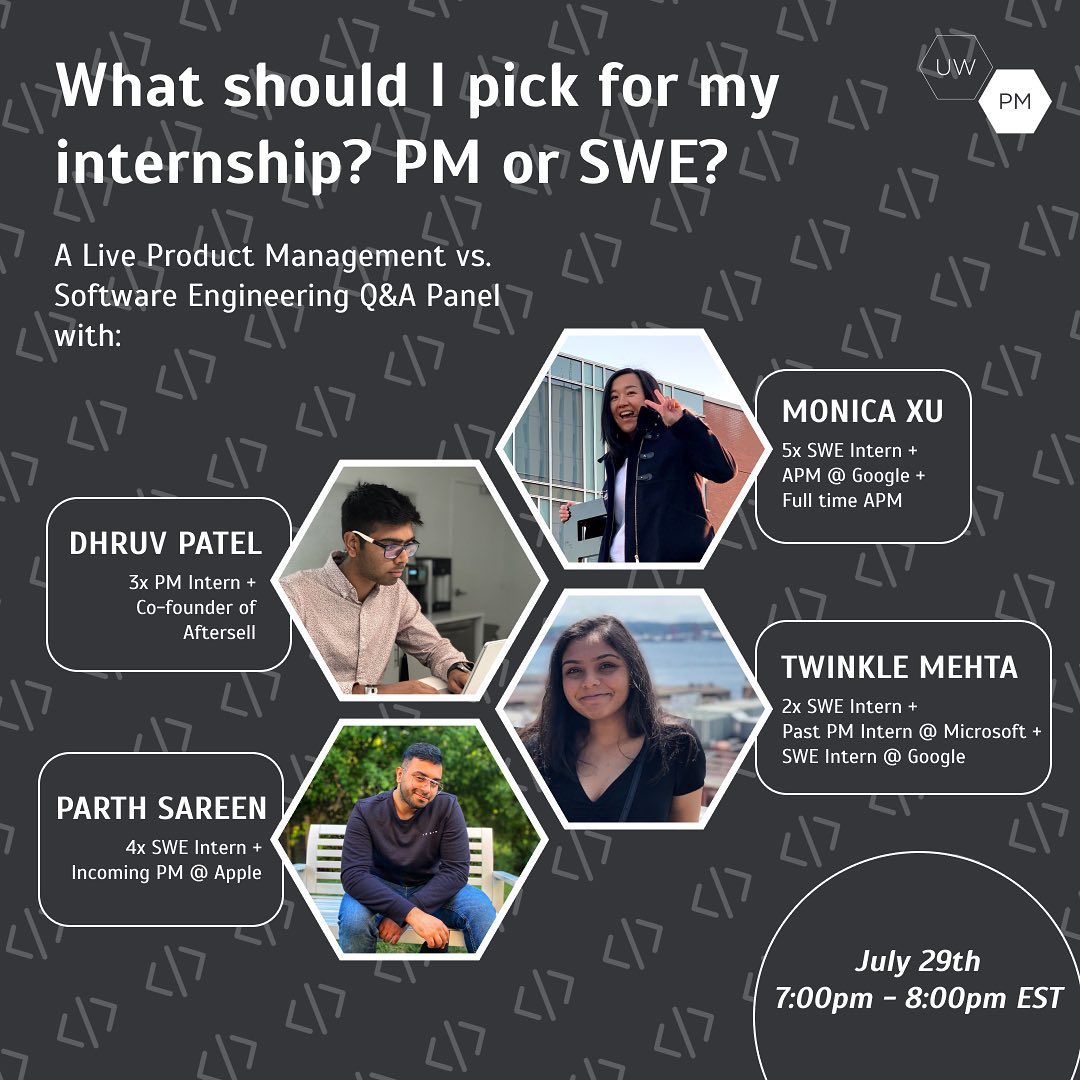 What should I pick for my
internship? PM or SWE?
UW
PM
A Live Product Management vs.
Software Engineering Q&A Panel
with:
MONICA XU
5x SWE Intern +
APM @ Google +
Full time APM
DHRUV PATEL
3x PM Intern +
Co-founder of
Aftersell
TWINKLE MEHTA
2x SWE Intern +
Past PM Intern @ Microsoft +
SWE Intern @ Google
PARTH SAREEN
4x SWE Intern +
Incoming PM @ Apple
July 29th
7:00pm - 8:00pm EST